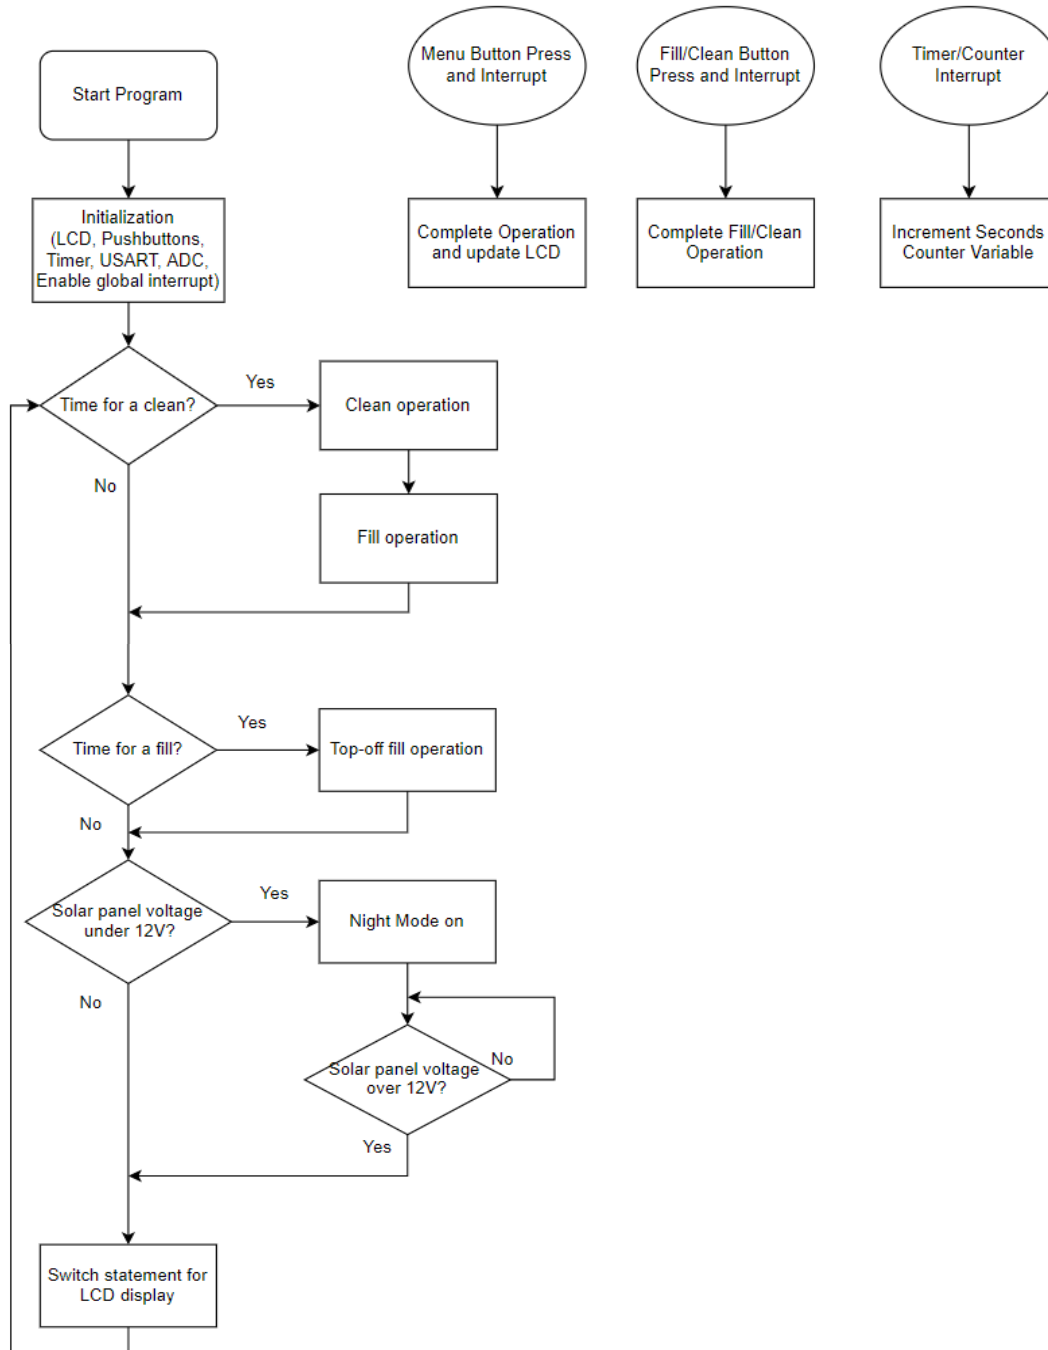 Start Program
Menu Button Press
and Interrupt
Fill/Clean Button
Press and Interrupt
Timer/Counter
Interrupt
Initialization
(LCD, Pushbuttons,
Timer, USART, ADC,
Enable global interrupt)
Complete Operation
and update LCD
Complete Fill/Clean
Operation
Increment Seconds
Counter Variable
Time for a clean?
Yes
Clean operation
No
Fill operation
Time for a fill?
Yes
Top-off fill operation
No
Solar panel voltage
under 12V?
Yes
Night Mode on
No
Solar panel voltage
over 12V?
No
Yes
Switch statement for
LCD display